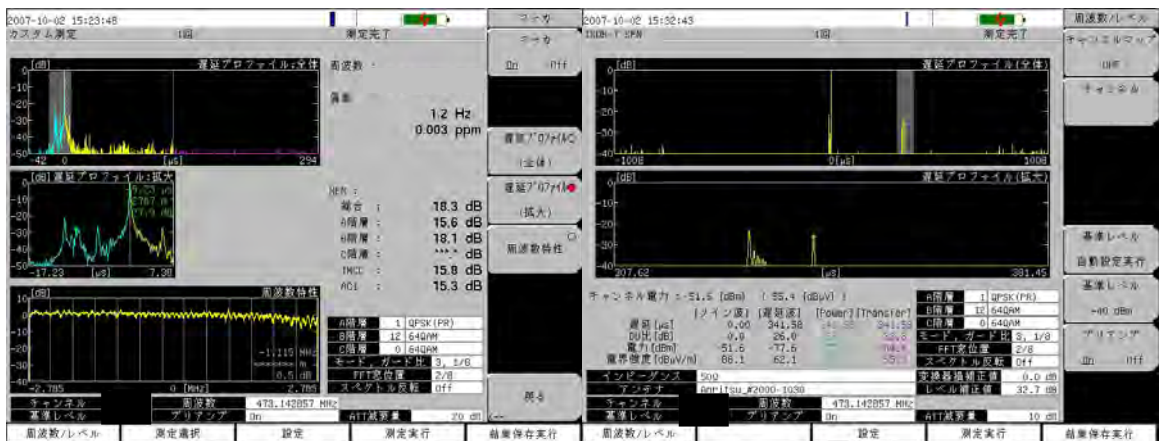 2007-10-02 15:23:48
カスタム測定 1回 測定完了
遅延プロファイル:全体
[dB]
0
-10
-20
-30
-40
-50
-42 0 [μs] 294
周波数 :
偏差
1.2 Hz
0.003 ppm
[dB] 遅延プロファイル:拡大
0
-50
-17.23 [μs] 7.38
MER :
総合 : 18.3 dB
A階層 : 15.6 dB
B階層 : 18.1 dB
C階層 : **.* dB
TMCC : 15.8 dB
AC1 : 15.3 dB
[dB] 周波数特性
10
-10
-20
-30
-40
-1.115 MHz
0.5 dB
-2.785 0 [MHz] 2.785
A階層 1 QPSK(PR)
B階層 12 64QAM
C階層 0 64QAM
モード, ガード比 3, 1/8
FFT窓位置 2/8
スペクトル反転 Off
チャンネル 周波数 473.142857 MHz
基準レベル プリアンプ On ATT減衰量 20 dB
周波数/レベル 測定選択 設定 測定実行 結果保存実行
マーカ
マーカ
On Off
遅延プロファイル
(全体)
遅延プロファイル
(拡大)
周波数特性
戻る
2007-10-02 15:32:43
ISDB-T SFN 1回 測定完了
[dB] 遅延プロファイル(全体)
0
-10
-20
-30
-40
-1008 0[μs] 1008
[dB] 遅延プロファイル(拡大)
0
-10
-20
-30
-40
307.62 [μs] 381.45
チャンネル電力 : -51.6 [dBm] ( 55.4 [dBμV] )
[メイン波] [遅延波] [Power] [Transfer]
遅延[μs] 0.00 341.58
DU比[dB] 0.0 26.0
電力[dBm] -51.6 -77.6
電界強度[dBμV/m] 88.1 62.1
A階層 1 QPSK(PR)
B階層 12 64QAM
C階層 0 64QAM
モード, ガード比 3, 1/8
FFT窓位置 2/8
スペクトル反転 Off
インピーダンス 50Ω 変換器損補正値 0.0 dB
アンテナ Anritsu_#2000-1030 レベル補正値 32.7 dB
チャンネル 周波数 473.142857 MHz
基準レベル プリアンプ On ATT減衰量 10 dB
周波数/レベル 設定 測定実行 結果保存実行
周波数/レベル
チャンネルマップ
UHF
チャンネル
基準レベル
自動設定実行
基準レベル
-40 dBm
プリアンプ
On Off